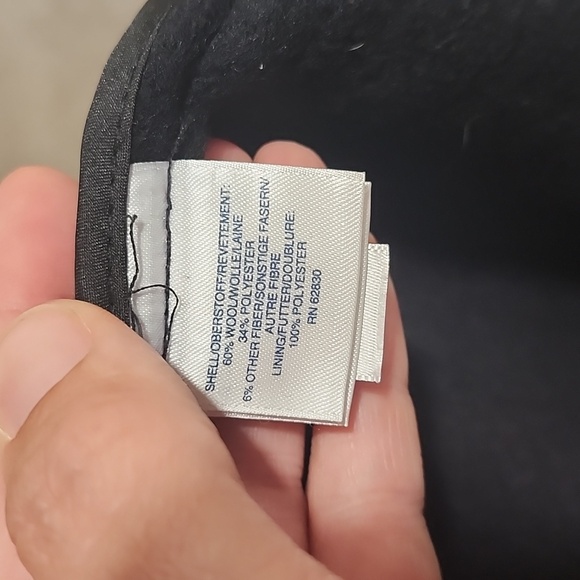 SHELL/OBERSTOFF/REVETEMENT:
60% WOOL/WOLLE/LAINE
34% POLYESTER
6% OTHER FIBER/SONSTIGE FASERN/
AUTRE FIBRE
LINING/FUTTER/DOUBLURE:
100% POLYESTER
RN 62830